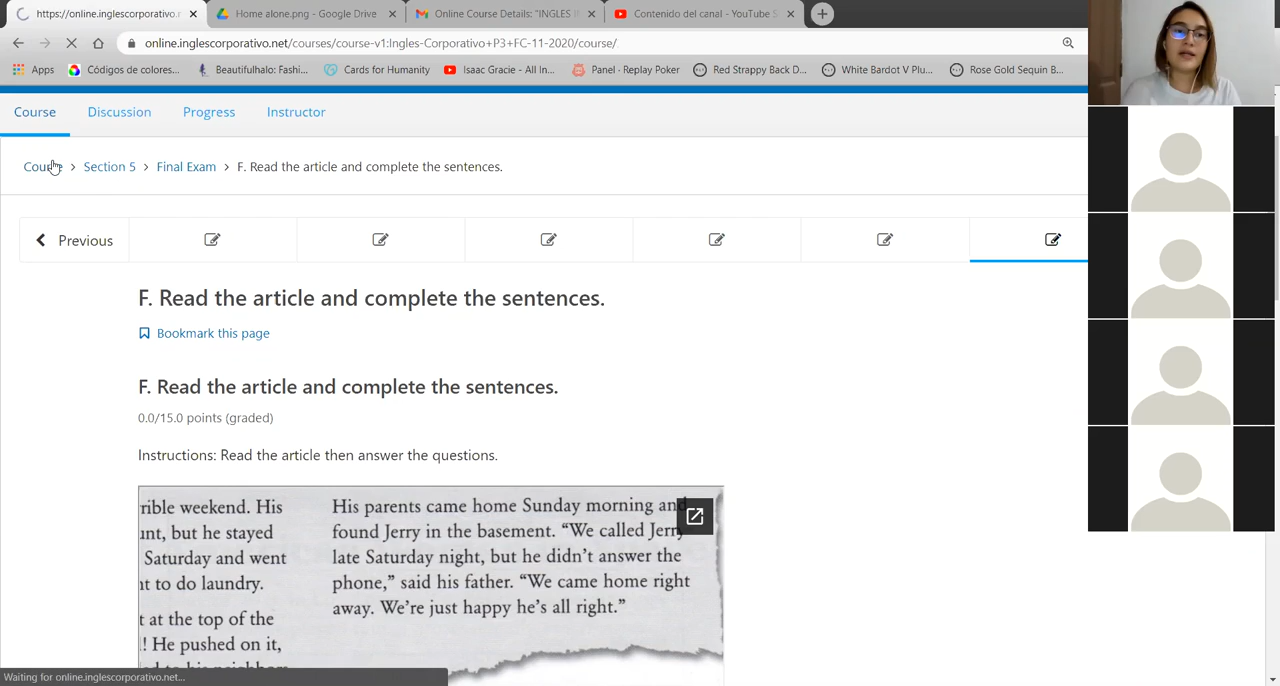 https://online.inglescorporativo.n
Home alone.png - Google Drive
Online Course Details: "INGLES I
Contenido del canal - YouTube S
online.inglescorporativo.net/courses/course-v1:Ingles-Corporativo+P3+FC-11-2020/course/
Apps
Códigos de colores...
Beautifulhalo: Fashi...
Cards for Humanity
Isaac Gracie - All In...
Panel · Replay Poker
Red Strappy Back D...
White Bardot V Plu...
Rose Gold Sequin B...
Course
Discussion
Progress
Instructor
Course > Section 5 > Final Exam > F. Read the article and complete the sentences.
Previous
F. Read the article and complete the sentences.
Bookmark this page
F. Read the article and complete the sentences.
0.0/15.0 points (graded)
Instructions: Read the article then answer the questions.
rible weekend. His
unt, but he stayed
Saturday and went
nt to do laundry.
t at the top of the
! He pushed on it,
His parents came home Sunday morning and
found Jerry in the basement. “We called Jerry
late Saturday night, but he didn’t answer the
phone,” said his father. “We came home right
away. We’re just happy he’s all right.”
Waiting for online.inglescorporativo.net...